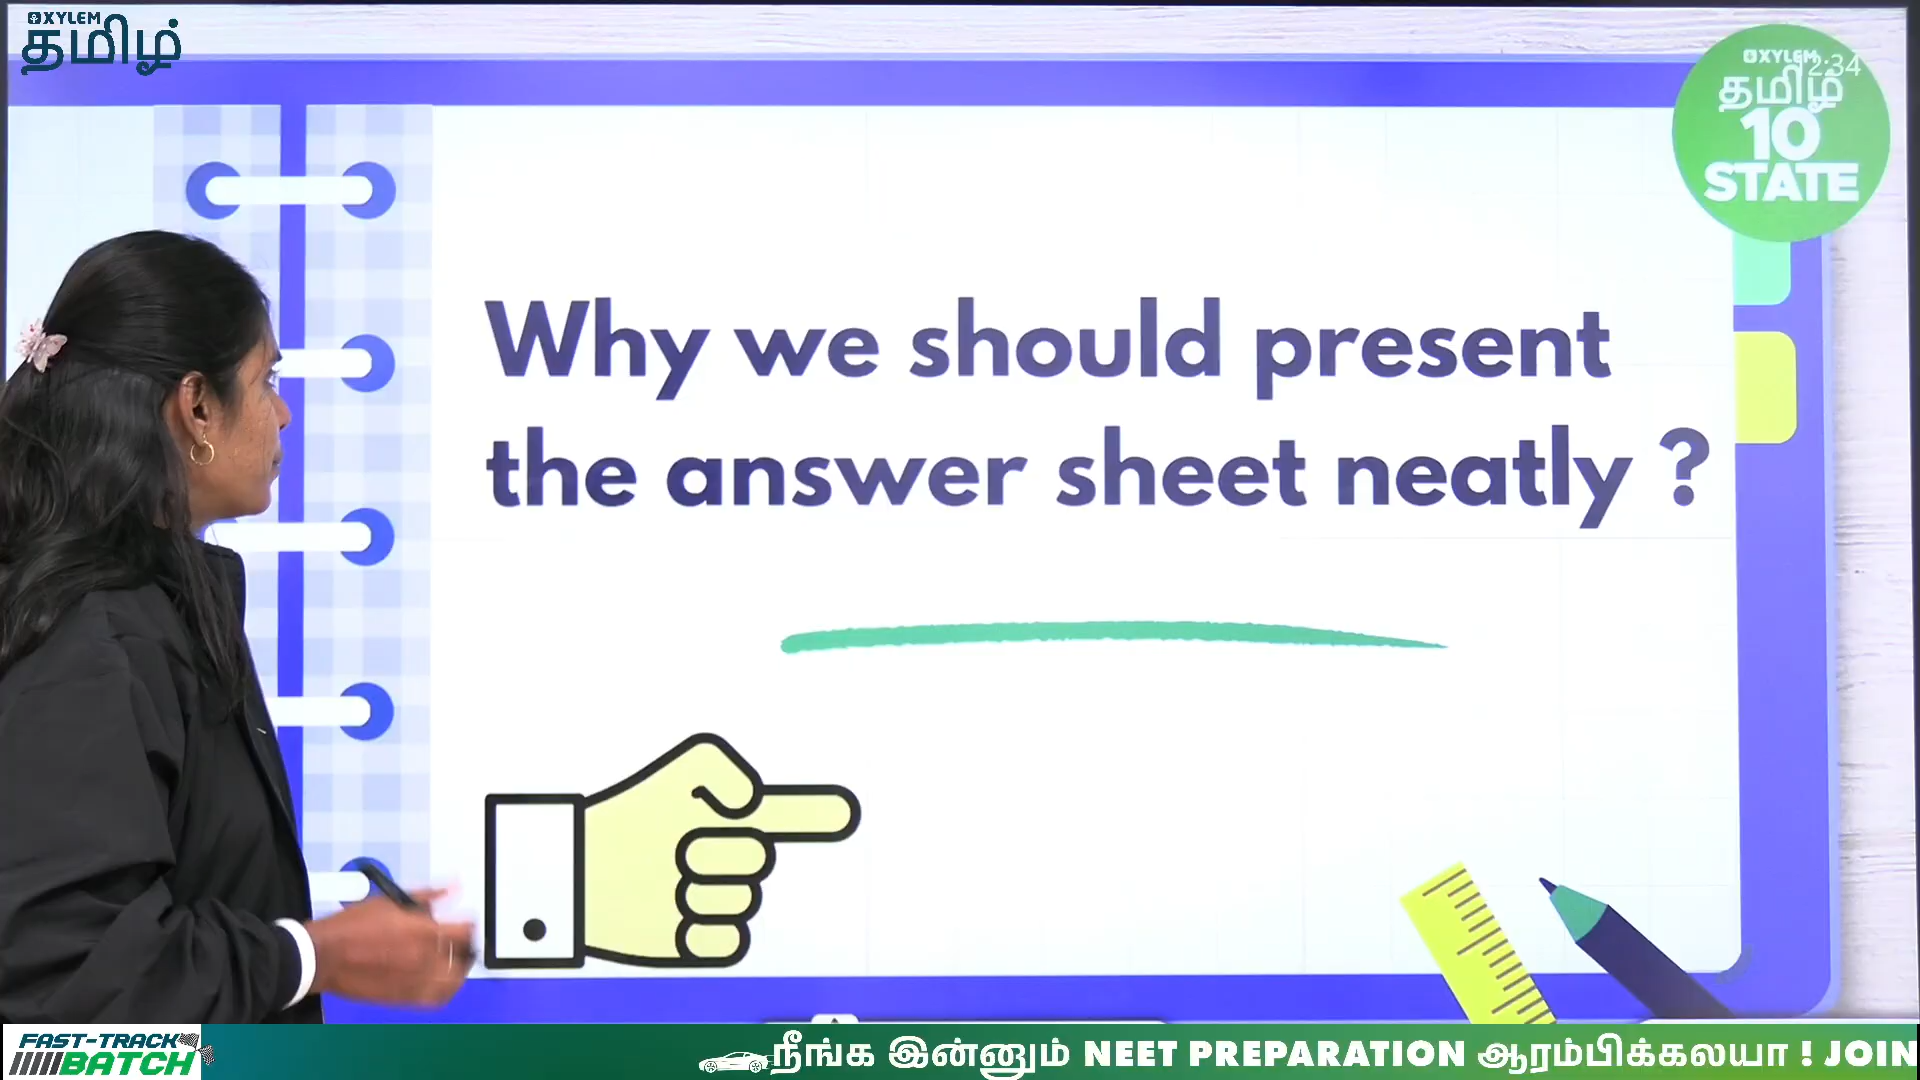 XYLEM
தமிழ்
XYLEM
2:34
தமிழ்
10
STATE
Why we should present
the answer sheet neatly ?
FAST-TRACK
BATCH
நீங்க இன்னும் NEET PREPARATION ஆரம்பிக்கலயா ! JOIN